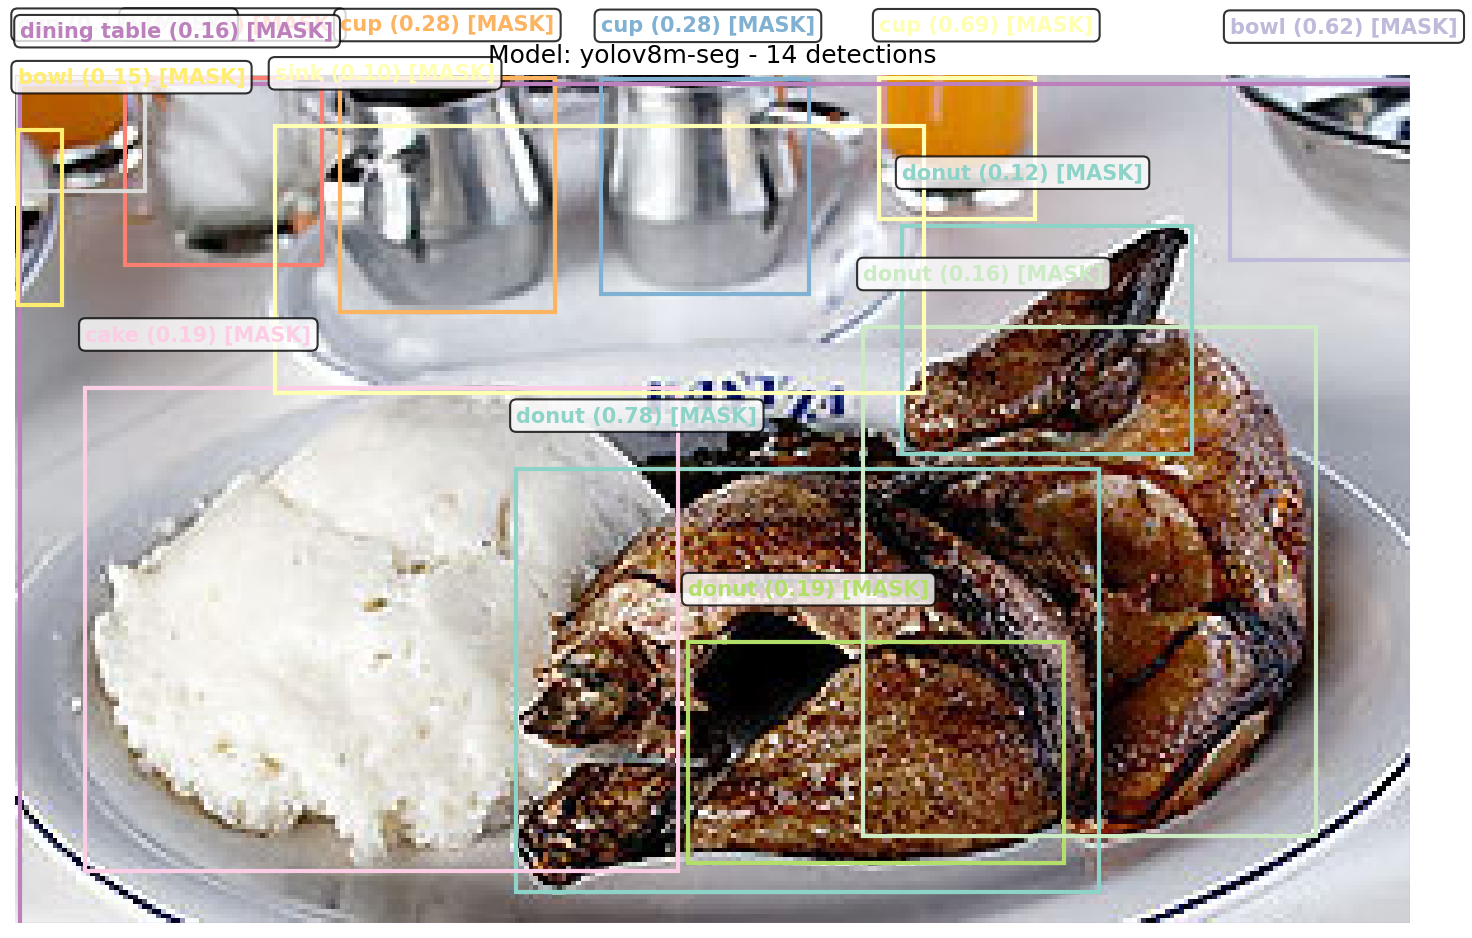 dining table (0.16) [MASK]
cup (0.28) [MASK]
cup (0.28) [MASK]
cup (0.69) [MASK]
bowl (0.62) [MASK]
Model: yolov8m-seg - 14 detections
bowl (0.15) [MASK]
sink (0.10) [MASK]
donut (0.12) [MASK]
donut (0.16) [MASK]
cake (0.19) [MASK]
donut (0.78) [MASK]
donut (0.19) [MASK]